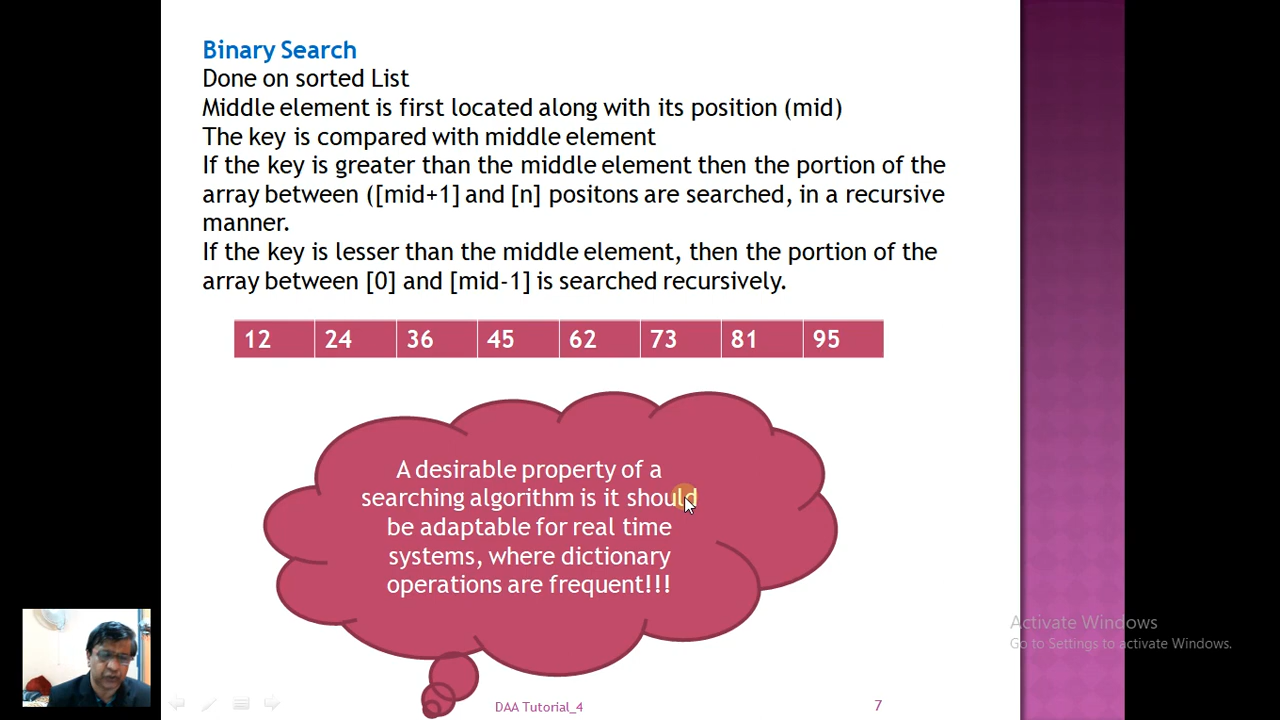 Binary Search
Done on sorted List
Middle element is first located along with its position (mid)
The key is compared with middle element
If the key is greater than the middle element then the portion of the
array between ([mid+1] and [n] positons are searched, in a recursive
manner.
If the key is lesser than the middle element, then the portion of the
array between [0] and [mid-1] is searched recursively.
12 24 36 45 62 73 81 95
A desirable property of a
searching algorithm is it should
be adaptable for real time
systems, where dictionary
operations are frequent!!!
Activate Windows
Go to Settings to activate Windows.
DAA Tutorial_4
7